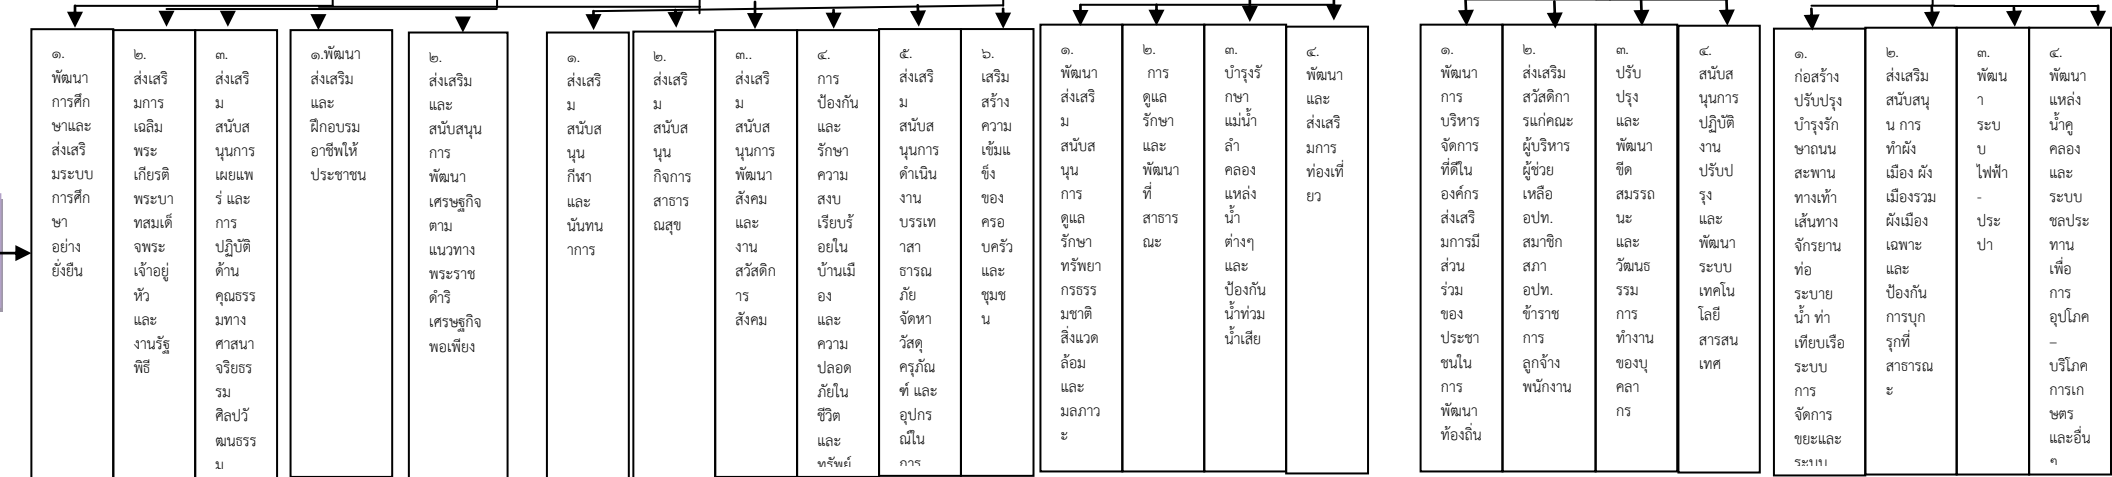 ๑.
พัฒนา
การศึก
ษาและ
ส่งเสริ
มระบบ
การศึก
ษา
อย่าง
ยั่งยืน
๒.
ส่งเสริ
มการ
เฉลิม
พระ
เกียรติ
พระบา
ทสมเด็
จพระ
เจ้าอยู่
หัว
และ
งานรัฐ
พิธี
๓.
ส่งเสริ
ม
สนับส
นุนการ
เผยแพ
ร่ และ
การ
ปฏิบัติ
ด้าน
คุณธรร
มทาง
ศาสนา
จริยธร
รม
ศิลปวั
ฒนธรร
ม
๑.พัฒนา
ส่งเสริม
และ
ฝึกอบรม
อาชีพให้
ประชาชน
๒.
ส่งเสริม
และ
สนับสนุน
การ
พัฒนา
เศรษฐกิจ
ตาม
แนวทาง
พระราช
ดำริ
เศรษฐกิจ
พอเพียง
๑.
ส่งเสริ
ม
สนับส
นุน
กีฬา
และ
นันทน
าการ
๒.
ส่งเสริ
ม
สนับส
นุน
กิจการ
สาธาร
ณสุข
๓..
ส่งเสริ
ม
สนับส
นุนการ
พัฒนา
สังคม
และ
งาน
สวัสดิก
าร
สังคม
๔.
การ
ป้องกัน
และ
รักษา
ความ
สงบ
เรียบร้
อยใน
บ้านเมื
อง
และ
ความ
ปลอด
ภัยใน
ชีวิต
และ
ทรัพย์
๕.
ส่งเสริ
ม
สนับส
นุนการ
ดำเนิน
งาน
บรรเท
าสา
ธารณ
ภัย
จัดหา
วัสดุ
ครุภัณ
ฑ์ และ
อุปกร
ณ์ใน
การ
๖.
เสริม
สร้าง
ความ
เข้มแ
ข็ง
ของ
ครอ
บครัว
และ
ชุมช
น
๑.
พัฒนา
ส่งเสริ
ม
สนับส
นุน
การ
ดูแล
รักษา
ทรัพยา
กรธรร
มชาติ
สิ่งแวด
ล้อม
และ
มลภาว
ะ
๒.
การ
ดูแล
รักษา
และ
พัฒนา
ที่
สาธาร
ณะ
๓.
บำรุงรั
กษา
แม่น้ำ
ลำ
คลอง
แหล่ง
น้ำ
ต่างๆ
และ
ป้องกัน
น้ำท่วม
น้ำเสีย
๔.
พัฒนา
และ
ส่งเสริ
มการ
ท่องเที่
ยว
๑.
พัฒนา
การ
บริหาร
จัดการ
ที่ดีใน
องค์กร
ส่งเสริ
มการมี
ส่วน
ร่วม
ของ
ประชา
ชนใน
การ
พัฒนา
ท้องถิ่น
๒.
ส่งเสริม
สวัสดิกา
รแก่คณะ
ผู้บริหาร
ผู้ช่วย
เหลือ
อปท.
สมาชิก
สภา
อปท.
ข้าราช
การ
ลูกจ้าง
พนักงาน
๓.
ปรับ
ปรุง
และ
พัฒนา
ขีด
สมรรถ
นะ
และ
วัฒนธ
รรม
การ
ทำงาน
ของบุ
คลา
กร
๔.
สนับส
นุนการ
ปฏิบัติ
งาน
ปรับป
รุง
และ
พัฒนา
ระบบ
เทคโน
โลยี
สารสน
เทศ
๑.
ก่อสร้าง
ปรับปรุง
บำรุงรัก
ษาถนน
สะพาน
ทางเท้า
เส้นทาง
จักรยาน
ท่อ
ระบาย
น้ำ ท่า
เทียบเรือ
ระบบ
การ
จัดการ
ขยะและ
ระบบ
๒.
ส่งเสริม
สนับสนุ
น การ
ทำผัง
เมือง ผัง
เมืองรวม
ผังเมือง
เฉพาะ
และ
ป้องกัน
การบุก
รุกที่
สาธารณ
ะ
๓.
พัฒน
า
ระบ
บ
ไฟฟ้า
-
ประ
ปา
๔.
พัฒนา
แหล่ง
น้ำคู
คลอง
และ
ระบบ
ชลประ
ทาน
เพื่อ
การ
อุปโภค
–
บริโภค
การเก
ษตร
และอื่น
ๆ